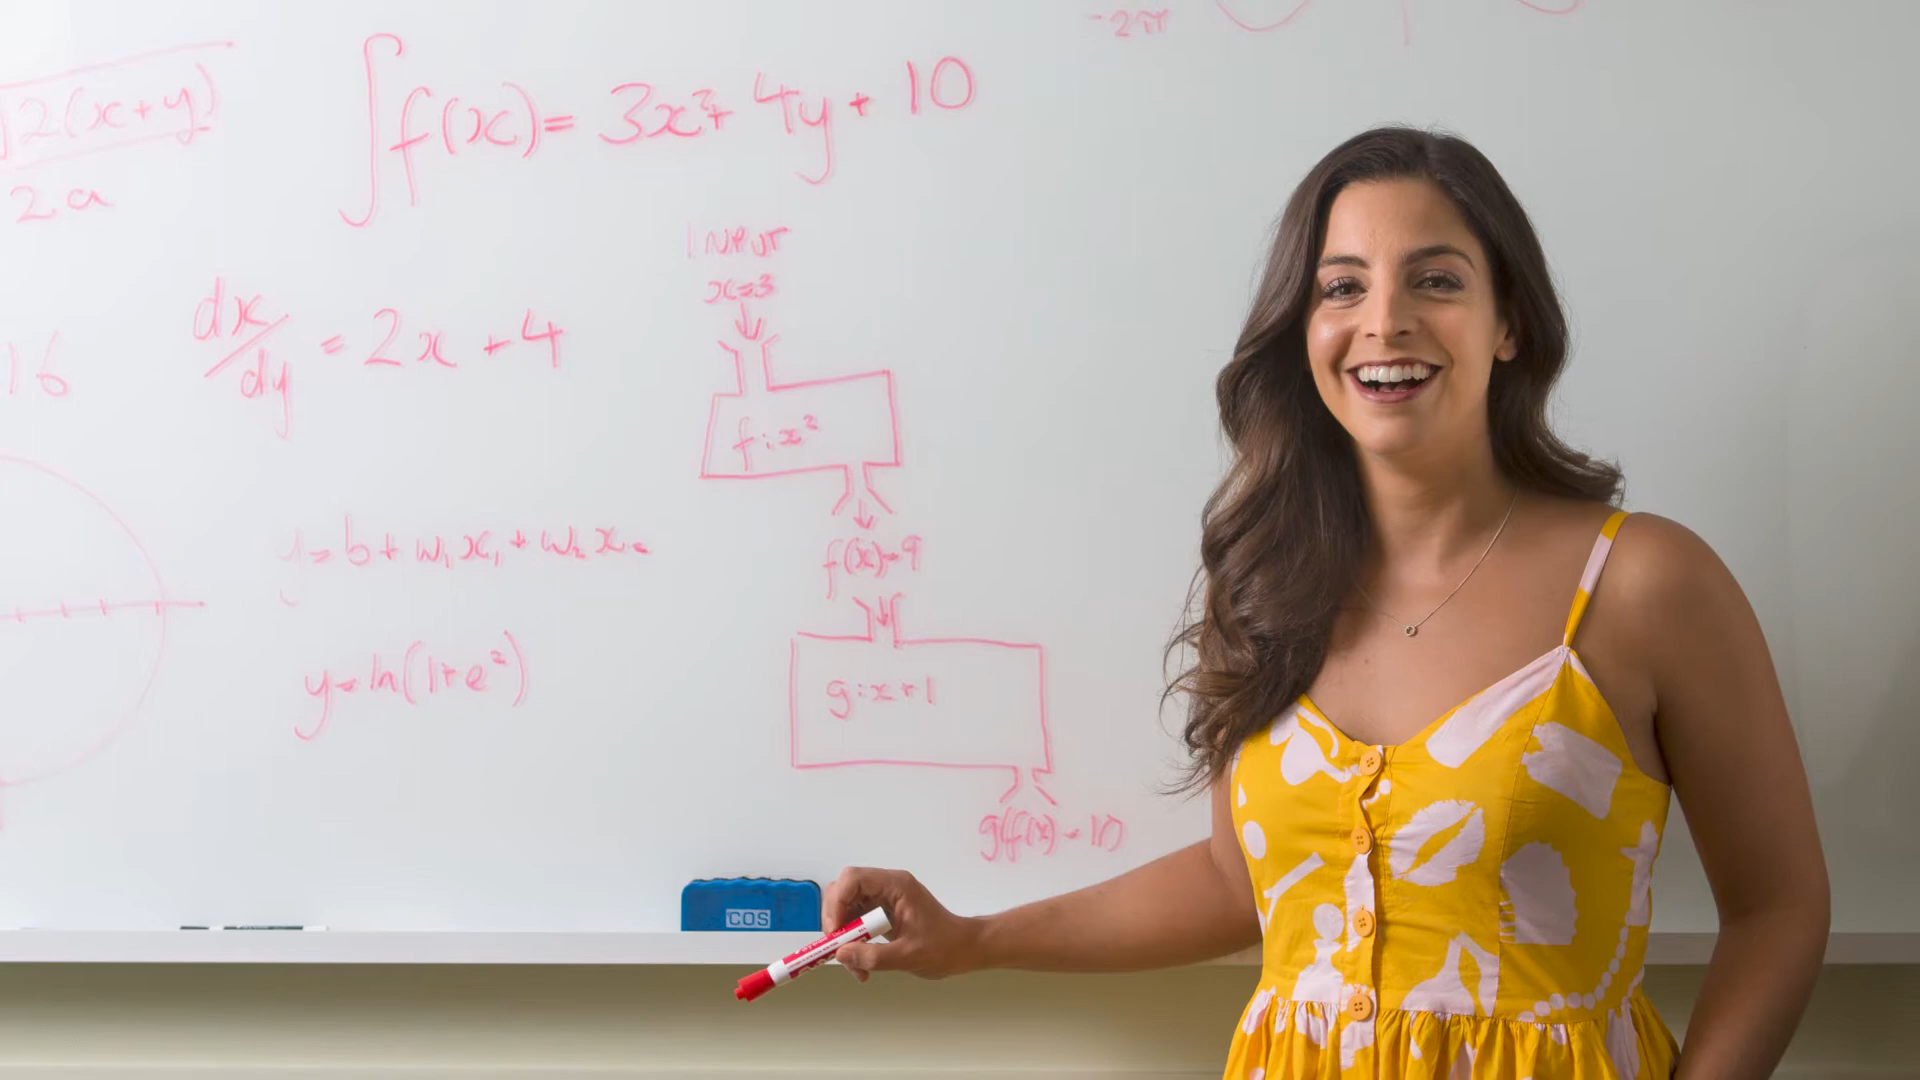 -2π
√2(x+y)
2a
∫f(x)= 3x²+ 4y + 10
INPUT
x=3
dx/dy = 2x + 4
16
f:x²
= b + w₁x₁ + w₂x₂
f(x)=9
y=ln(1+e²)
g:x+1
g(f(x)=10
COS